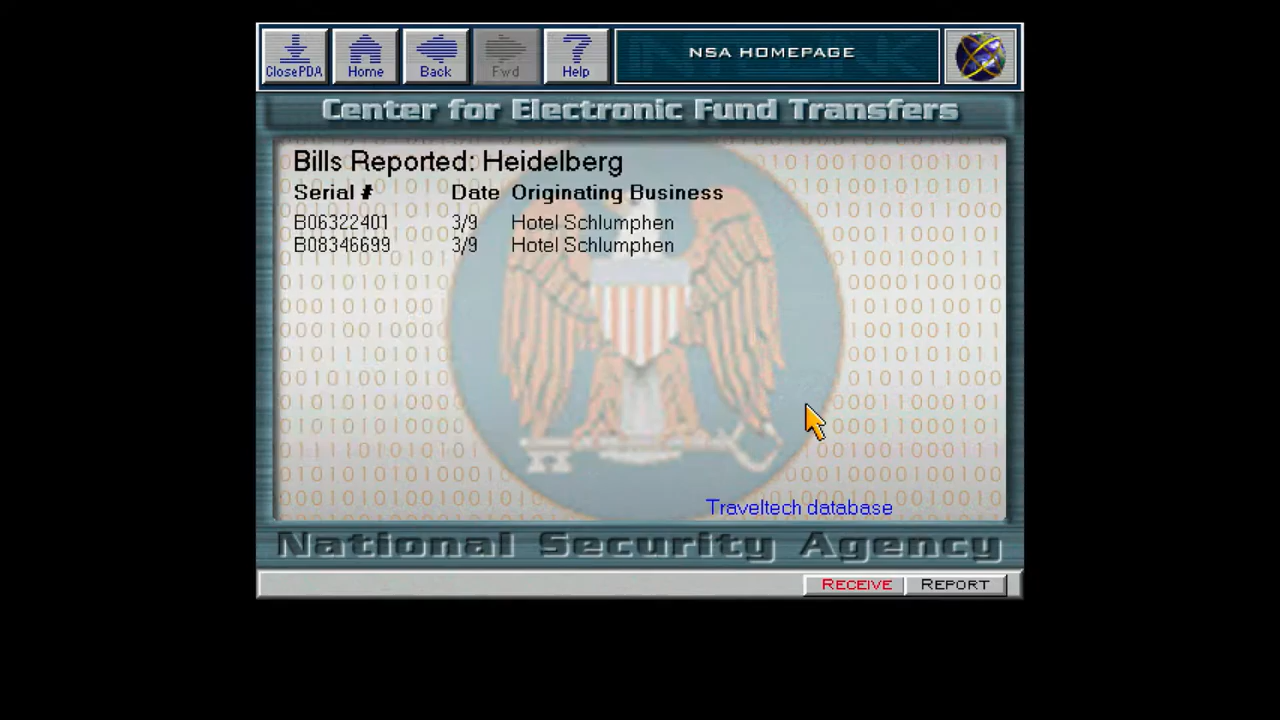 ClosePDA
Home
Back
Fwd
Help
NSA HOMEPAGE
Center for Electronic Fund Transfers
Bills Reported: Heidelberg
Serial # Date Originating Business
B06322401 3/9 Hotel Schlumphen
B08346699 3/9 Hotel Schlumphen
Traveltech database
National Security Agency
RECEIVE
REPORT